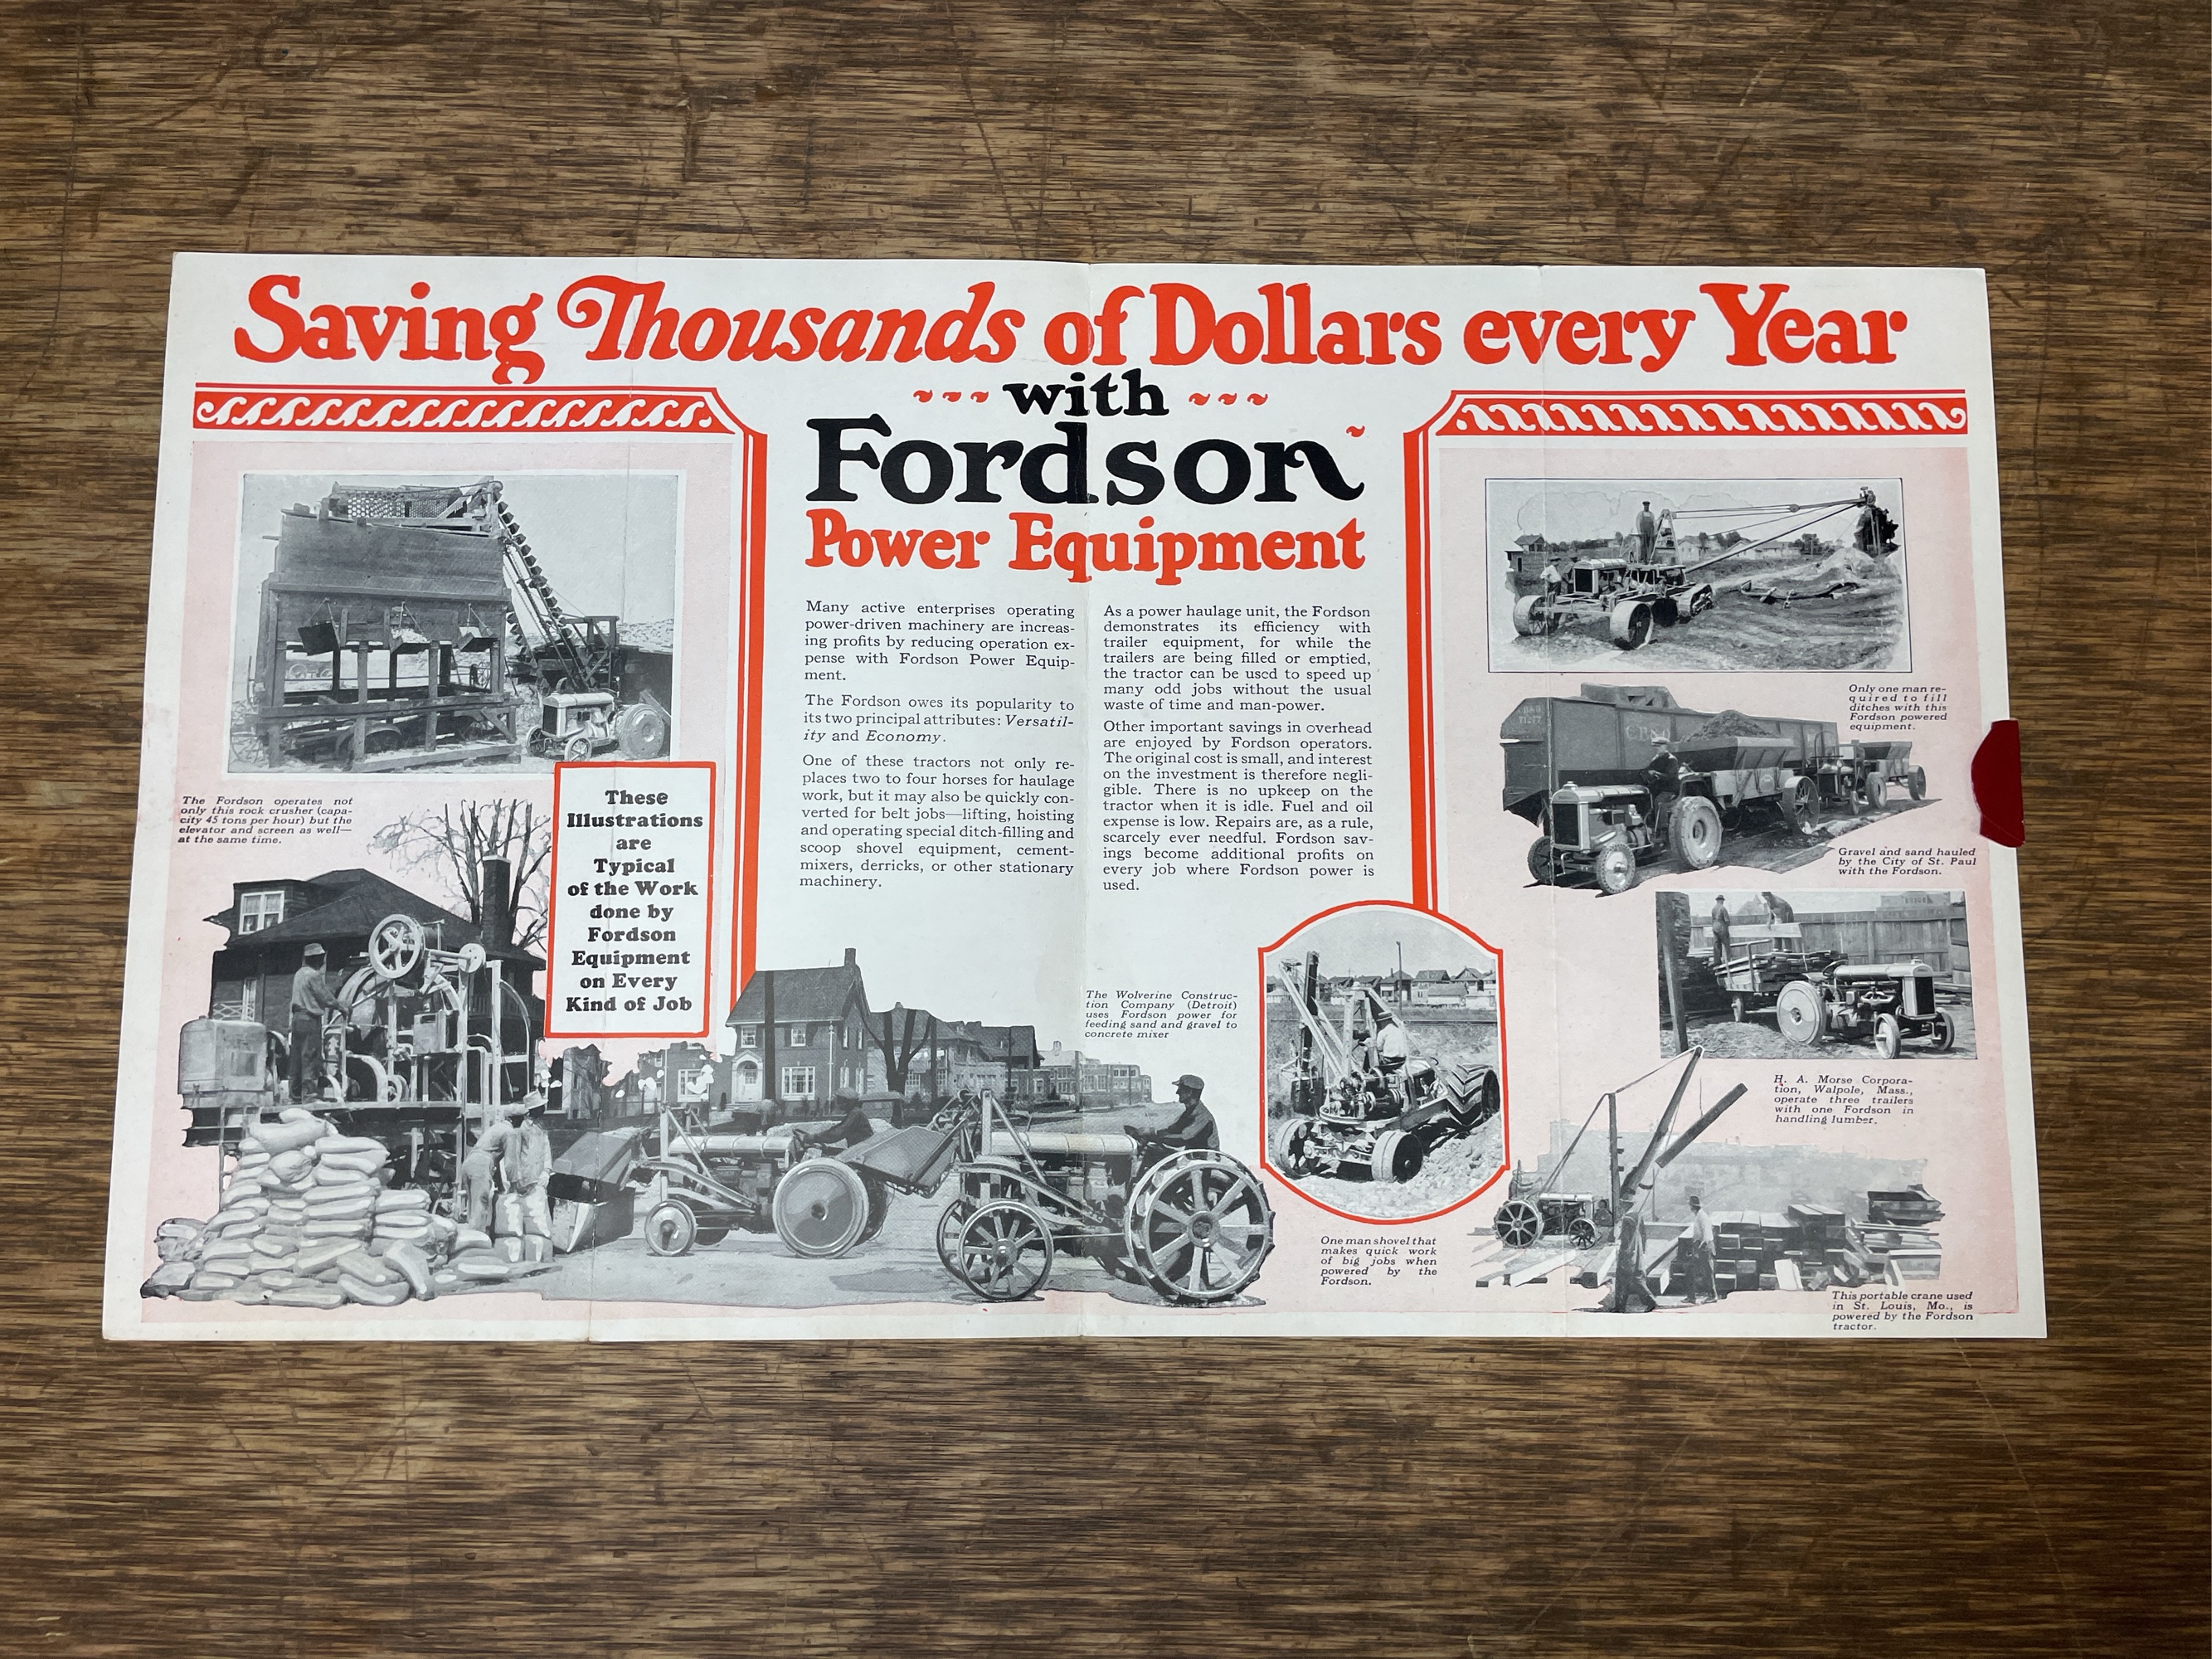 Saving Thousands of Dollars every Year
with
Fordson
Power Equipment
Many active enterprises operating
power-driven machinery are increas-
ing profits by reducing operation ex-
pense with Fordson Power Equip-
ment.
The Fordson owes its popularity to
its two principal attributes: Versatil-
ity and Economy.
One of these tractors not only re-
places two to four horses for haulage
work, but it may also be quickly con-
verted for belt jobs—lifting, hoisting
and operating special ditch-filling and
scoop shovel equipment, cement-
mixers, derricks, or other stationary
machinery.
As a power haulage unit, the Fordson
demonstrates its efficiency with
trailer equipment, for while the
trailers are being filled or emptied,
the tractor can be used to speed up
many odd jobs without the usual
waste of time and man-power.
Other important savings in overhead
are enjoyed by Fordson operators.
The original cost is small, and interest
on the investment is therefore negli-
gible. There is no upkeep on the
tractor when it is idle. Fuel and oil
expense is low. Repairs are, as a rule,
scarcely ever needful. Fordson sav-
ings become additional profits on
every job where Fordson power is
used.
The Fordson operates not
only this rock crusher (capa-
city 45 tons per hour) but the
elevator and screen as well—
at the same time.
These
Illustrations
are
Typical
of the Work
done by
Fordson
Equipment
on Every
Kind of Job
The Wolverine Construc-
tion Company (Detroit)
uses Fordson power for
feeding sand and gravel to
concrete mixer
One man shovel that
makes quick work
of big jobs when
powered by the
Fordson.
Only one man re-
quired to fill
ditches with this
Fordson powered
equipment.
Gravel and sand hauled
by the City of St. Paul
with the Fordson.
H. A. Morse Corpora-
tion, Walpole, Mass.,
operate three trailers
with one Fordson in
handling lumber.
This portable crane used
in St. Louis, Mo., is
powered by the Fordson
tractor.